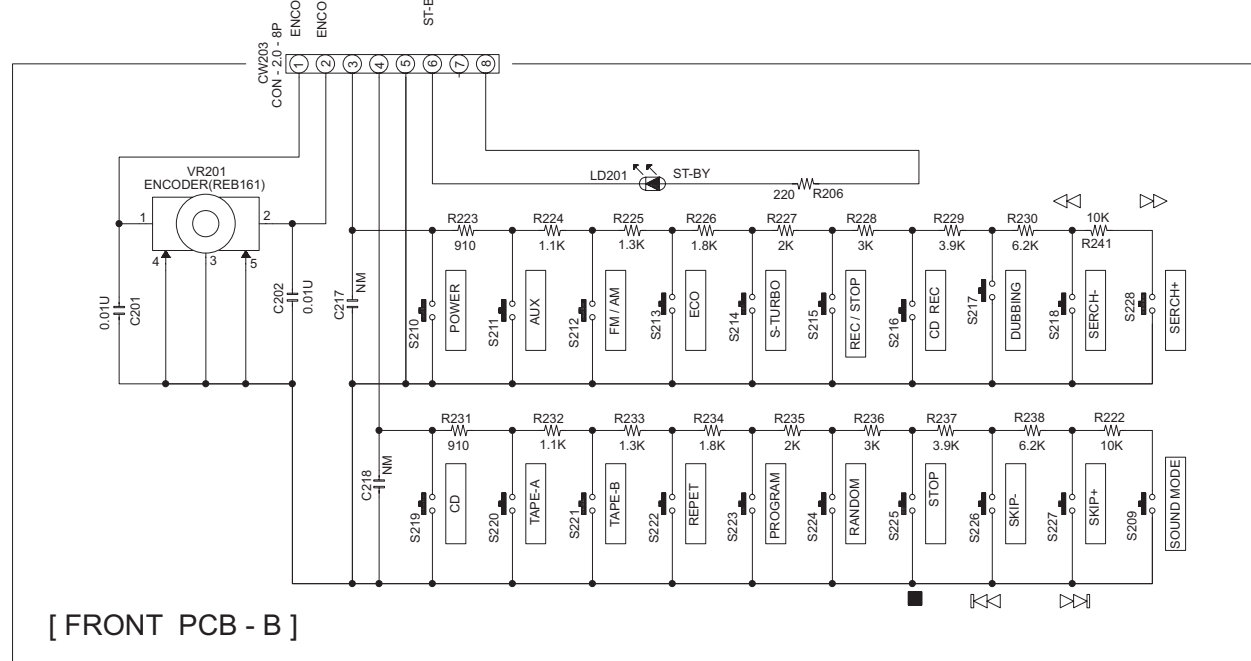 ENCO
ENCO
ST-B
CW203
CON - 2.0 - 8P
1 2 3 4 5 6 7 8
VR201
ENCODER(REB161)
1 2
4 3 5
LD201 ST-BY
220 R206
0.01U
C201
C202
0.01U
C217
NM
R223 R224 R225 R226 R227 R228 R229 R230 10K
910 1.1K 1.3K 1.8K 2K 3K 3.9K 6.2K R241
S210 POWER
S211 AUX
S212 FM / AM
S213 ECO
S214 S-TURBO
S215 REC / STOP
S216 CD REC
S217 DUBBING
S218 SERCH-
S228 SERCH+
C218
NM
R231 R232 R233 R234 R235 R236 R237 R238 R222
910 1.1K 1.3K 1.8K 2K 3K 3.9K 6.2K 10K
S219 CD
S220 TAPE-A
S221 TAPE-B
S222 REPET
S223 PROGRAM
S224 RANDOM
S225 STOP
S226 SKIP-
S227 SKIP+
S209 SOUND MODE
[ FRONT PCB - B ]